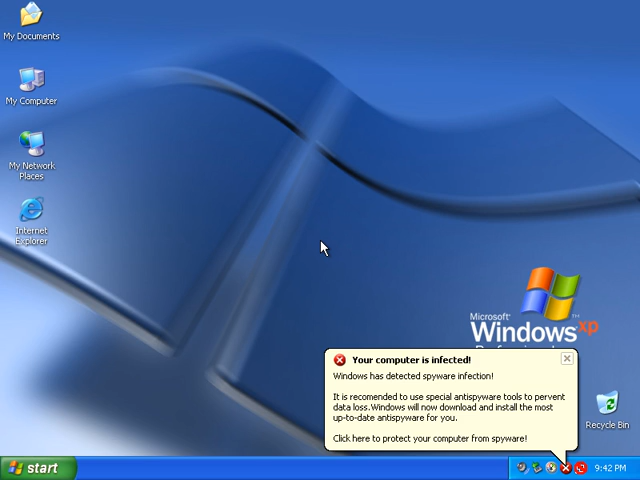 My Documents
My Computer
My Network
Places
Internet
Explorer
Microsoft®
Windows xp
Professional
Your computer is infected!
Windows has detected spyware infection!
It is recomended to use special antispyware tools to pervent
data loss.Windows will now download and install the most
up-to-date antispyware for you.
Click here to protect your computer from spyware!
Recycle Bin
start
9:42 PM